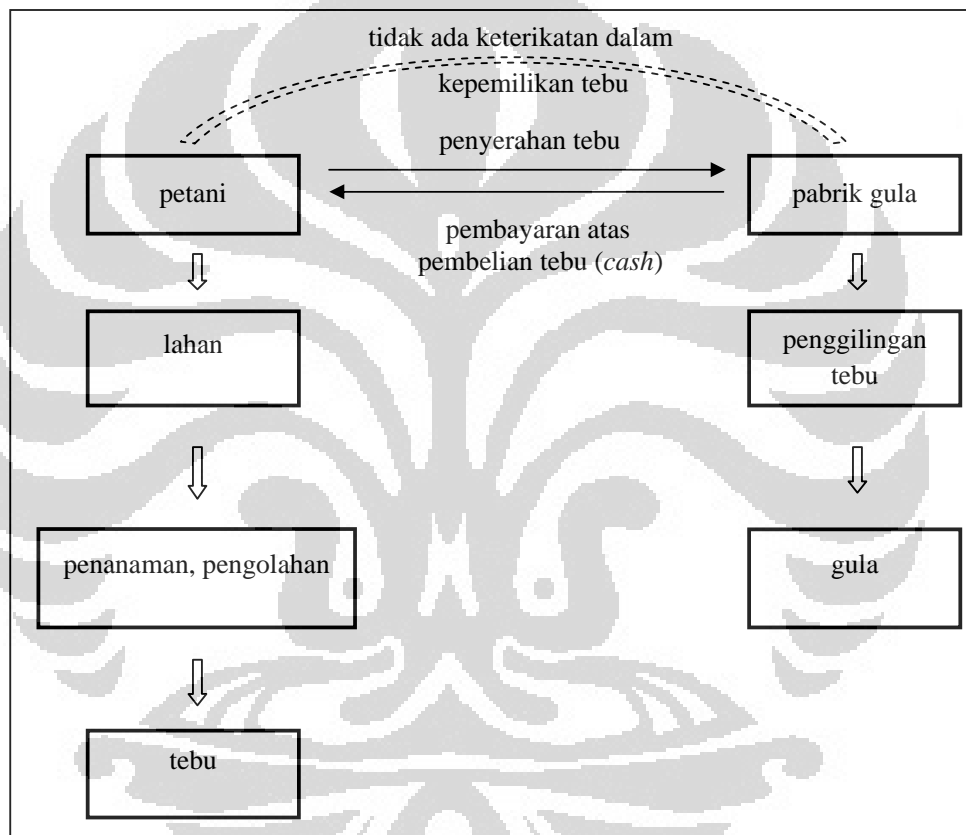 tidak ada keterikatan dalam
kepemilikan tebu
penyerahan tebu
petani
pabrik gula
pembayaran atas
pembelian tebu (cash)
lahan
penggilingan
tebu
penanaman, pengolahan
gula
tebu